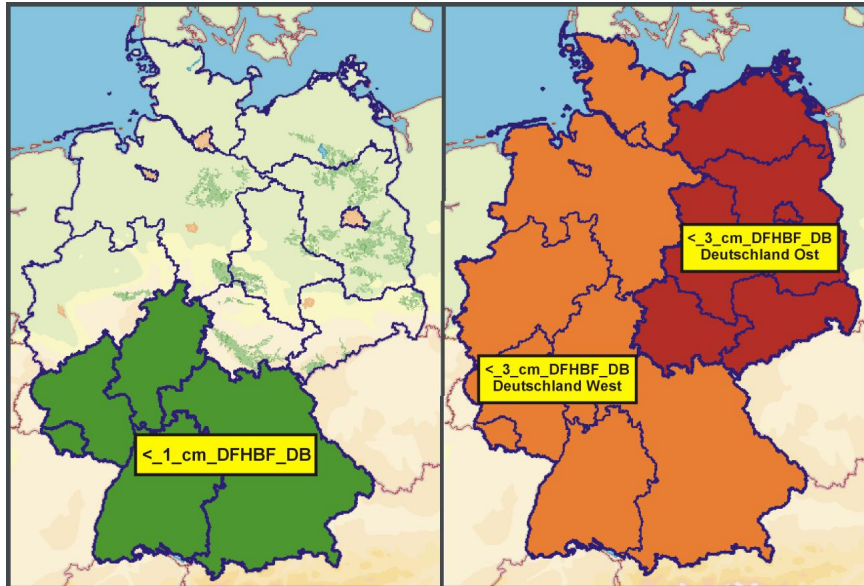 <_1_cm_DFHBF_DB
<_3_cm_DFHBF_DB
Deutschland Ost
<_3_cm_DFHBF_DB
Deutschland West